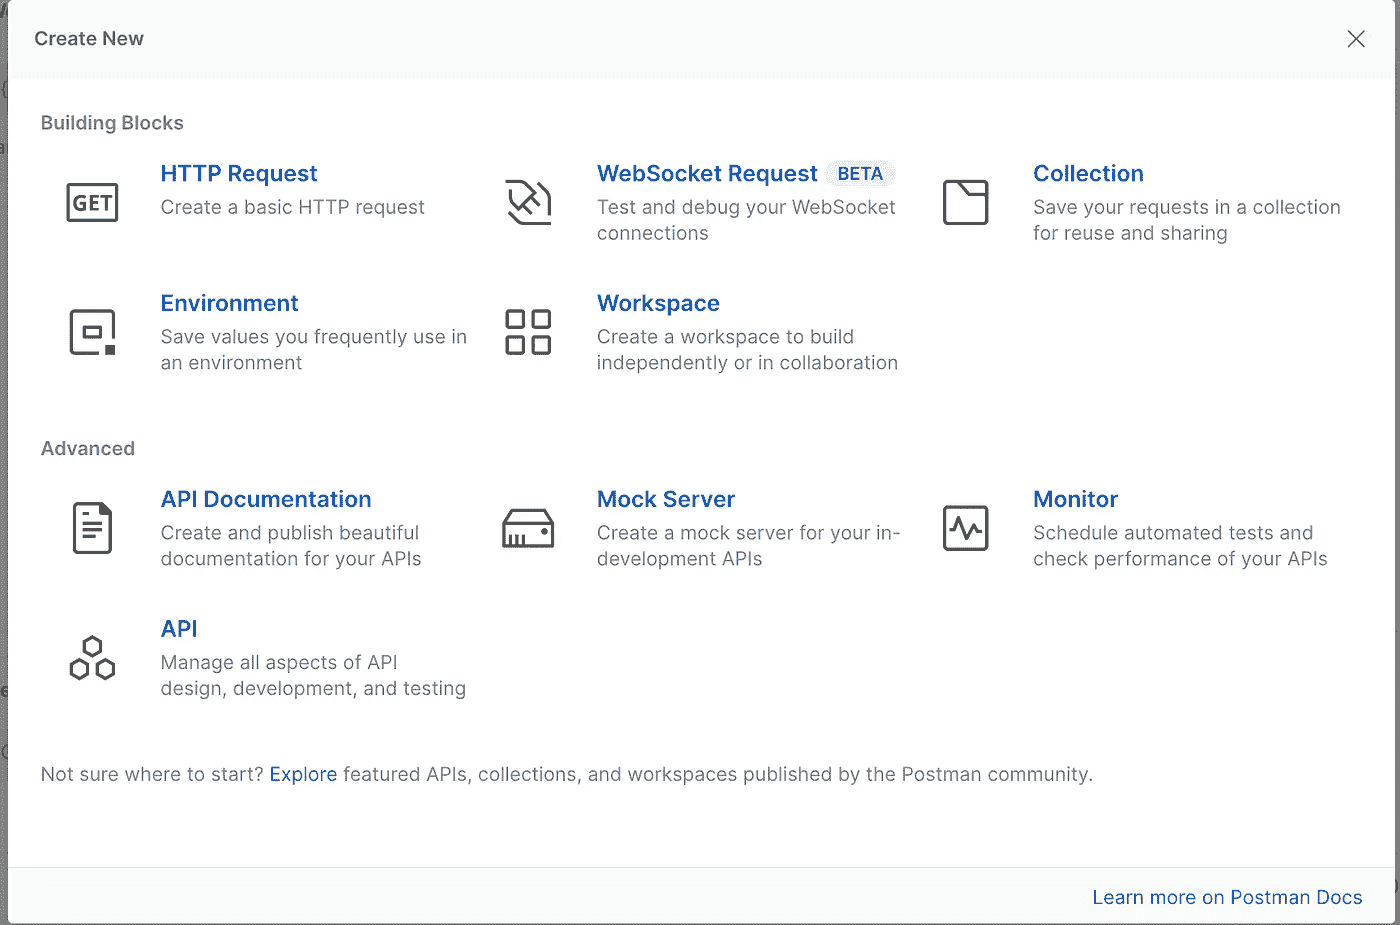 Create New
Building Blocks
GET
HTTP Request
Create a basic HTTP request
WebSocket Request BETA
Test and debug your WebSocket
connections
Collection
Save your requests in a collection
for reuse and sharing
Environment
Save values you frequently use in
an environment
Workspace
Create a workspace to build
independently or in collaboration
Advanced
API Documentation
Create and publish beautiful
documentation for your APIs
Mock Server
Create a mock server for your in-
development APIs
Monitor
Schedule automated tests and
check performance of your APIs
API
Manage all aspects of API
design, development, and testing
Not sure where to start? Explore featured APIs, collections, and workspaces published by the Postman community.
Learn more on Postman Docs